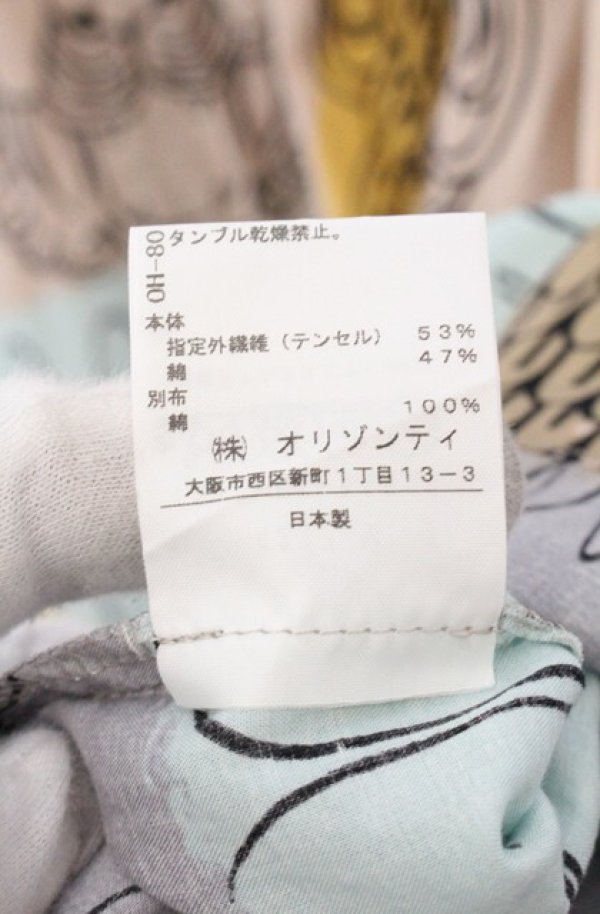 OH-80
タンブル乾燥禁止。
本体
指定外繊維（テンセル） 53%
綿 47%
別布
綿 100%
㈱ オリゾンティ
大阪市西区新町1丁目13-3
日本製